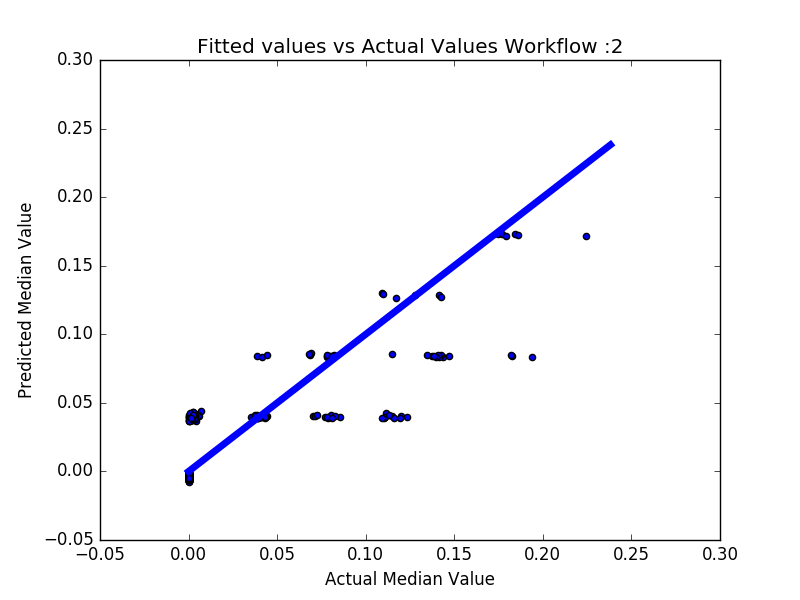 Fitted values vs Actual Values Workflow :2
0.30
0.25
0.20
0.15
0.10
0.05
0.00
−0.05
Predicted Median Value
−0.05 0.00 0.05 0.10 0.15 0.20 0.25 0.30
Actual Median Value